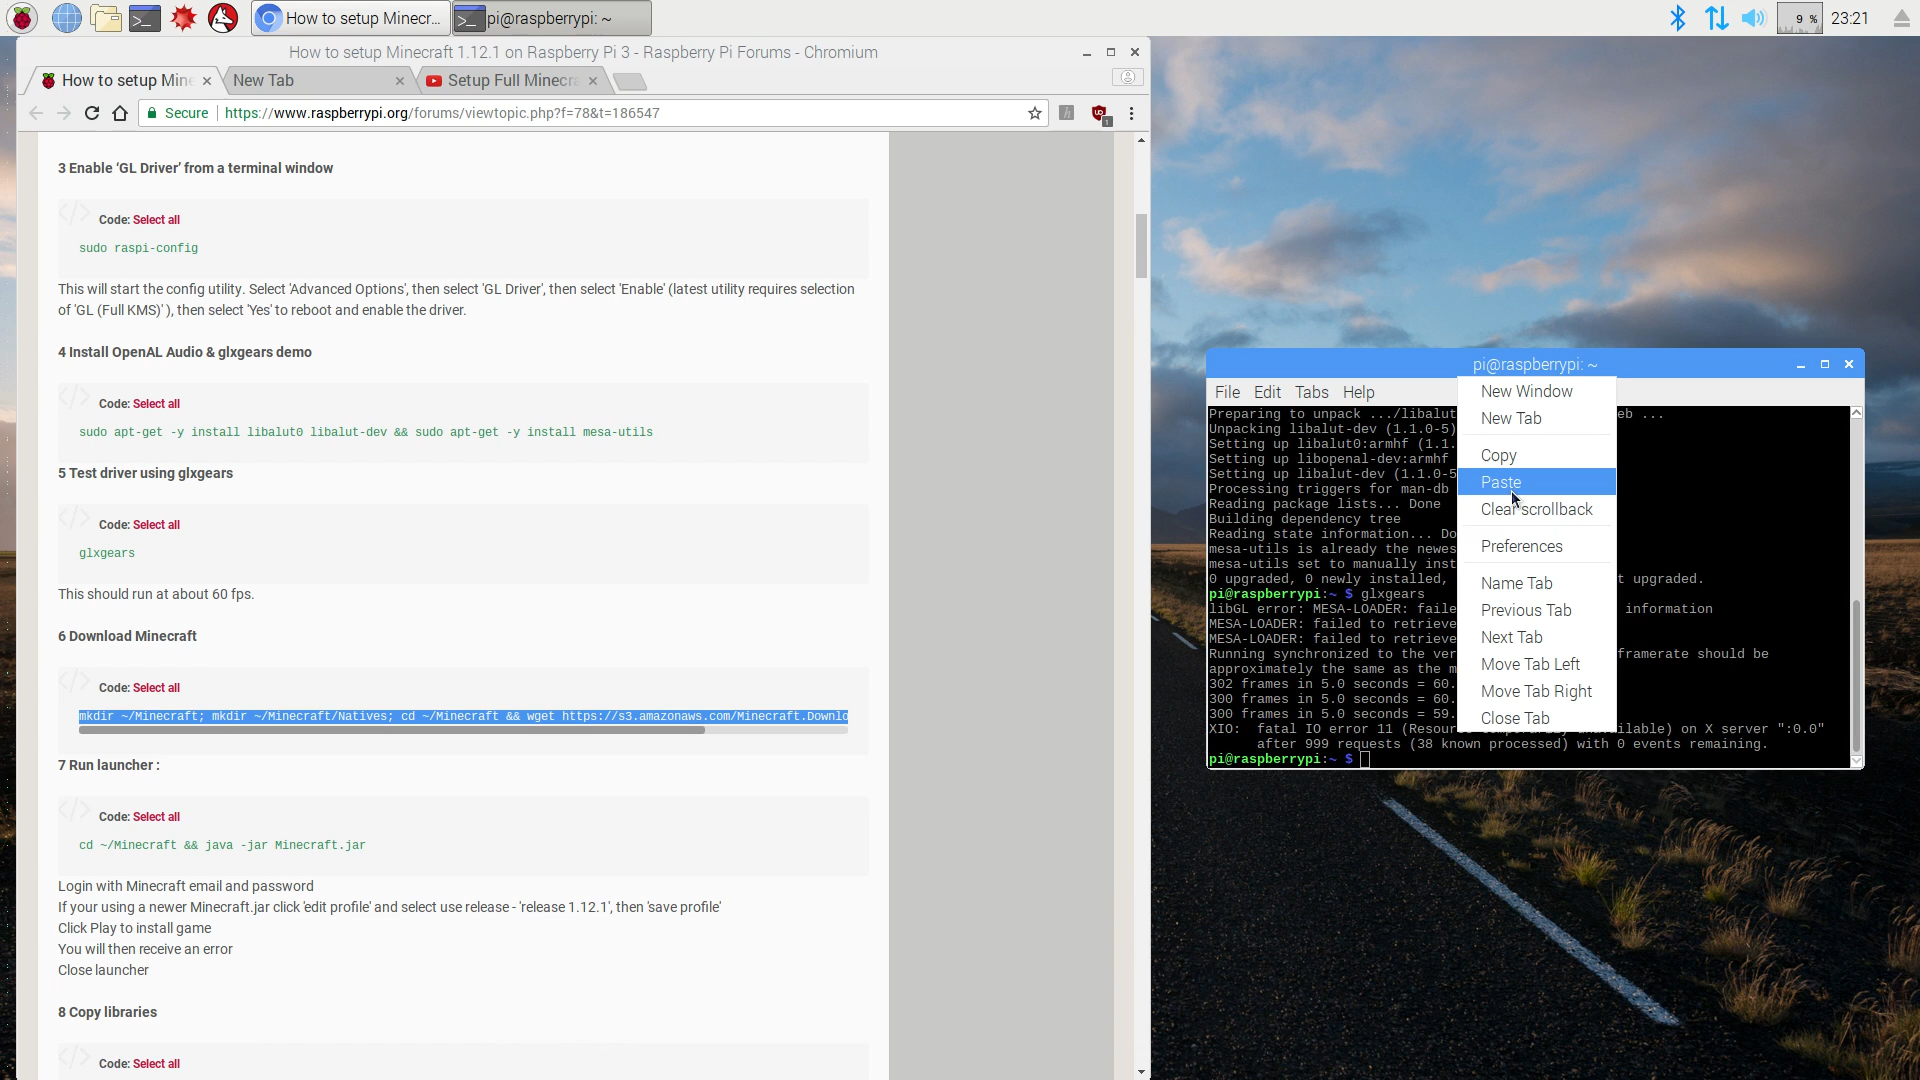 How to setup Minecr...
pi@raspberrypi: ~
9 %
23:21
How to setup Minecraft 1.12.1 on Raspberry Pi 3 - Raspberry Pi Forums - Chromium
How to setup Mine
New Tab
Setup Full Minecra
Secure
https://www.raspberrypi.org/forums/viewtopic.php?f=78&t=186547
3 Enable ‘GL Driver’ from a terminal window
Code: Select all
sudo raspi-config
This will start the config utility. Select 'Advanced Options', then select 'GL Driver', then select 'Enable' (latest utility requires selection
of 'GL (Full KMS)' ), then select 'Yes' to reboot and enable the driver.
4 Install OpenAL Audio & glxgears demo
Code: Select all
sudo apt-get -y install libalut0 libalut-dev && sudo apt-get -y install mesa-utils
5 Test driver using glxgears
Code: Select all
glxgears
This should run at about 60 fps.
6 Download Minecraft
Code: Select all
mkdir ~/Minecraft; mkdir ~/Minecraft/Natives; cd ~/Minecraft && wget https://s3.amazonaws.com/Minecraft.Downlo
7 Run launcher :
Code: Select all
cd ~/Minecraft && java -jar Minecraft.jar
Login with Minecraft email and password
If your using a newer Minecraft.jar click 'edit profile' and select use release - 'release 1.12.1', then 'save profile'
Click Play to install game
You will then receive an error
Close launcher
8 Copy libraries
Code: Select all
pi@raspberrypi: ~
File Edit Tabs Help
Preparing to unpack .../libalut eb ...
Unpacking libalut-dev (1.1.0-5)
Setting up libalut0:armhf (1.1.
Setting up libopenal-dev:armhf
Setting up libalut-dev (1.1.0-5
Processing triggers for man-db
Reading package lists... Done
Building dependency tree
Reading state information... Do
mesa-utils is already the newes
mesa-utils set to manually inst
0 upgraded, 0 newly installed, t upgraded.
pi@raspberrypi:~ $ glxgears
libGL error: MESA-LOADER: faile information
MESA-LOADER: failed to retrieve
MESA-LOADER: failed to retrieve
Running synchronized to the ver framerate should be
approximately the same as the m
302 frames in 5.0 seconds = 60.
300 frames in 5.0 seconds = 60.
300 frames in 5.0 seconds = 59.
XIO: fatal IO error 11 (Resour ilable) on X server ":0.0"
after 999 requests (38 known processed) with 0 events remaining.
pi@raspberrypi:~ $
New Window
New Tab
Copy
Paste
Clear scrollback
Preferences
Name Tab
Previous Tab
Next Tab
Move Tab Left
Move Tab Right
Close Tab